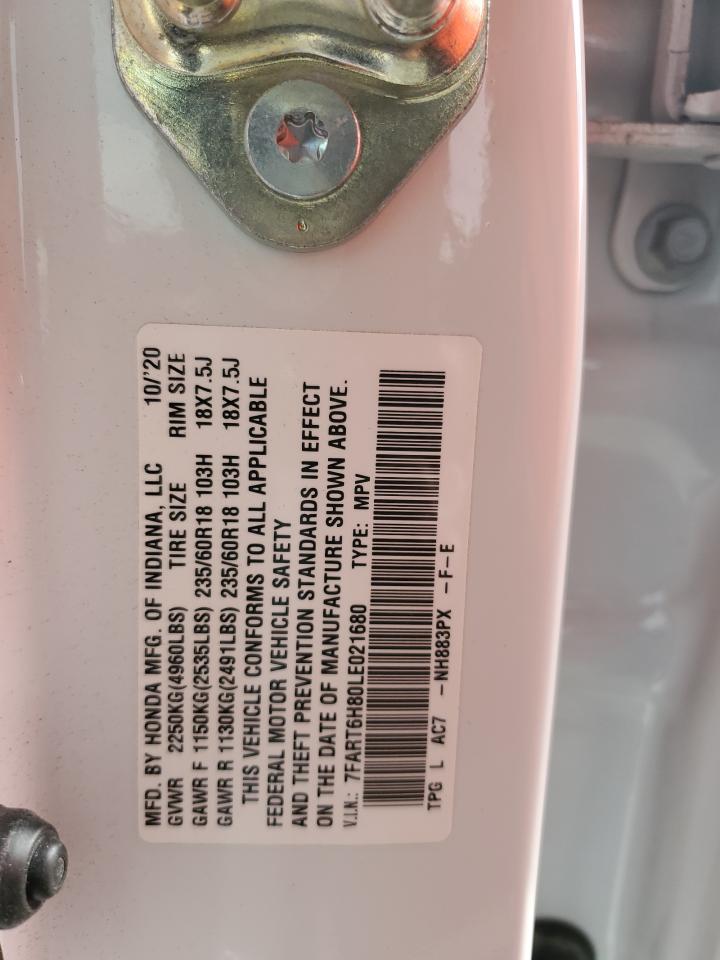 MFD. BY HONDA MFG. OF INDIANA, LLC 10/'20
GVWR 2250KG(4960LBS) TIRE SIZE RIM SIZE
GAWR F 1150KG(2535LBS) 235/60R18 103H 18X7.5J
GAWR R 1130KG(2491LBS) 235/60R18 103H 18X7.5J
THIS VEHICLE CONFORMS TO ALL APPLICABLE
FEDERAL MOTOR VEHICLE SAFETY
AND THEFT PREVENTION STANDARDS IN EFFECT
ON THE DATE OF MANUFACTURE SHOWN ABOVE.
V.I.N.: 7FART6H80LE021680 TYPE: MPV
TPG L AC7 -NH883PX -F-E